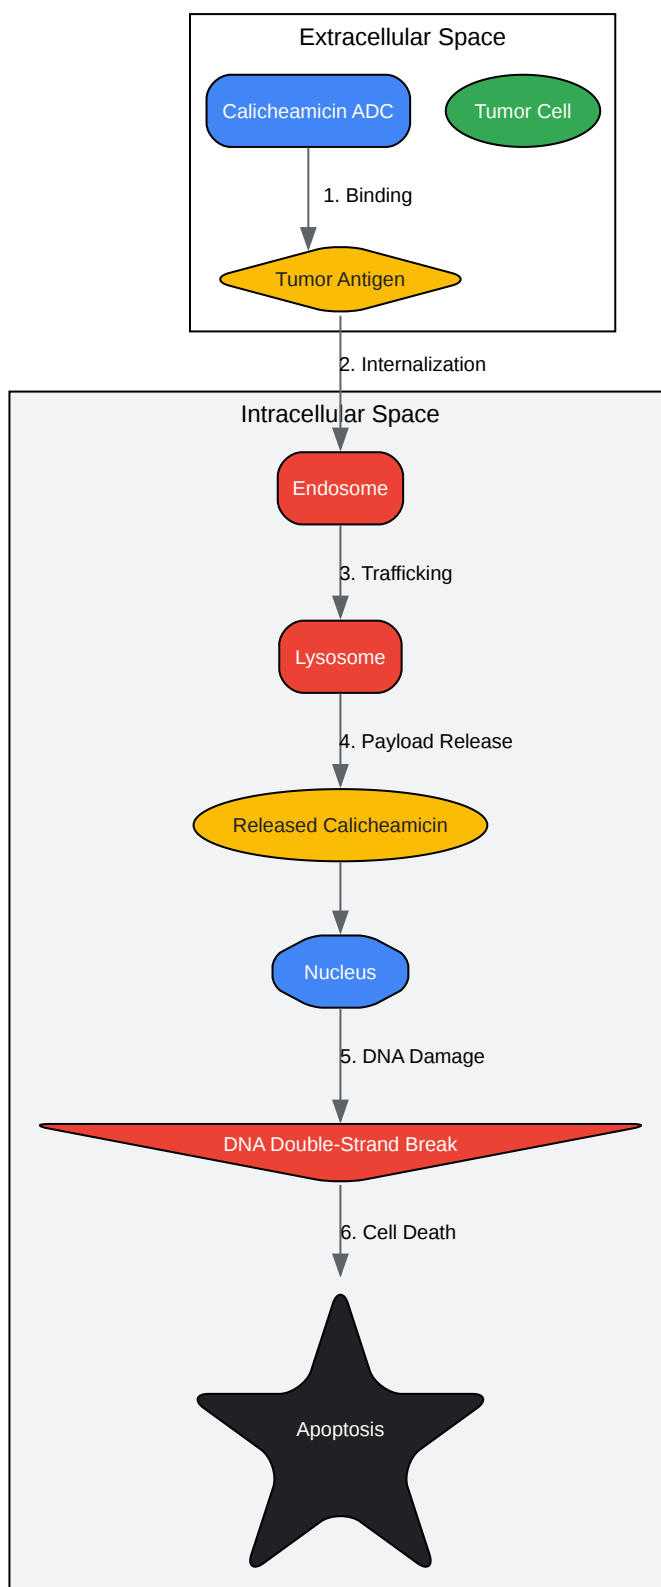 Extracellular Space
Calicheamicin ADC
Tumor Cell
1. Binding
Tumor Antigen
2. Internalization
Intracellular Space
Endosome
3. Trafficking
Lysosome
4. Payload Release
Released Calicheamicin
Nucleus
5. DNA Damage
DNA Double-Strand Break
6. Cell Death
Apoptosis